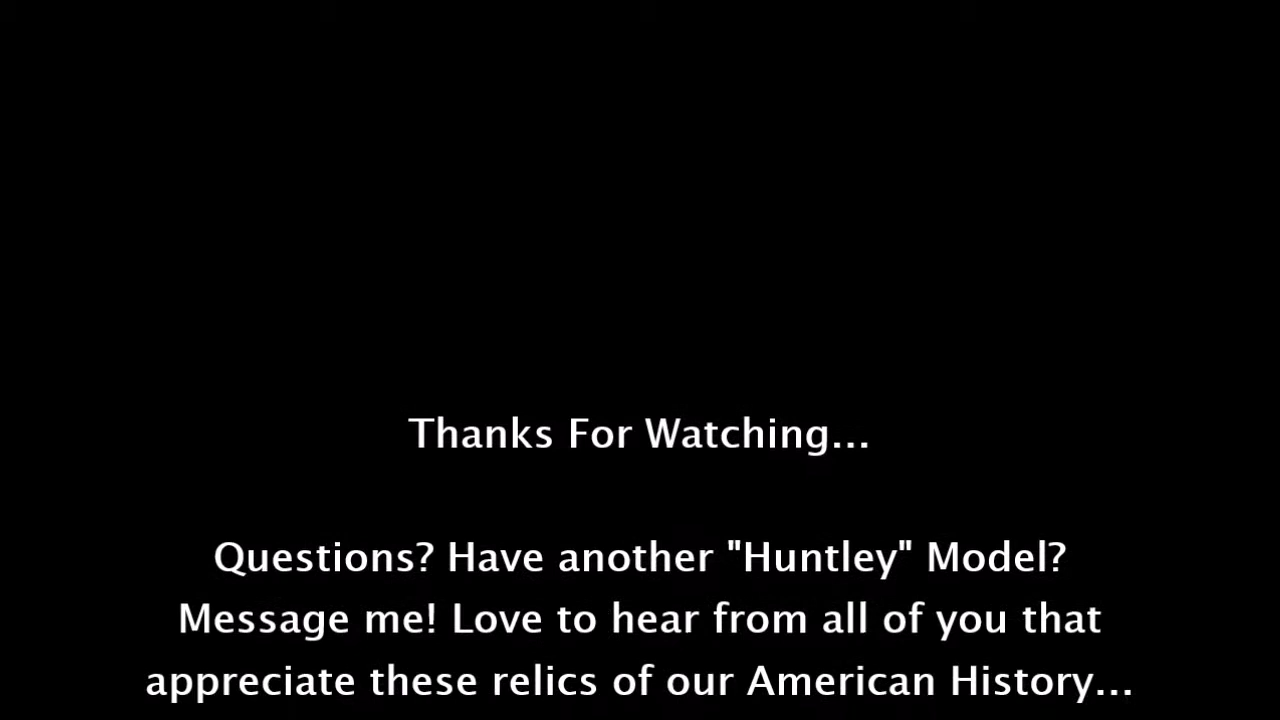 Thanks For Watching...
Questions? Have another "Huntley" Model?
Message me! Love to hear from all of you that
appreciate these relics of our American History...